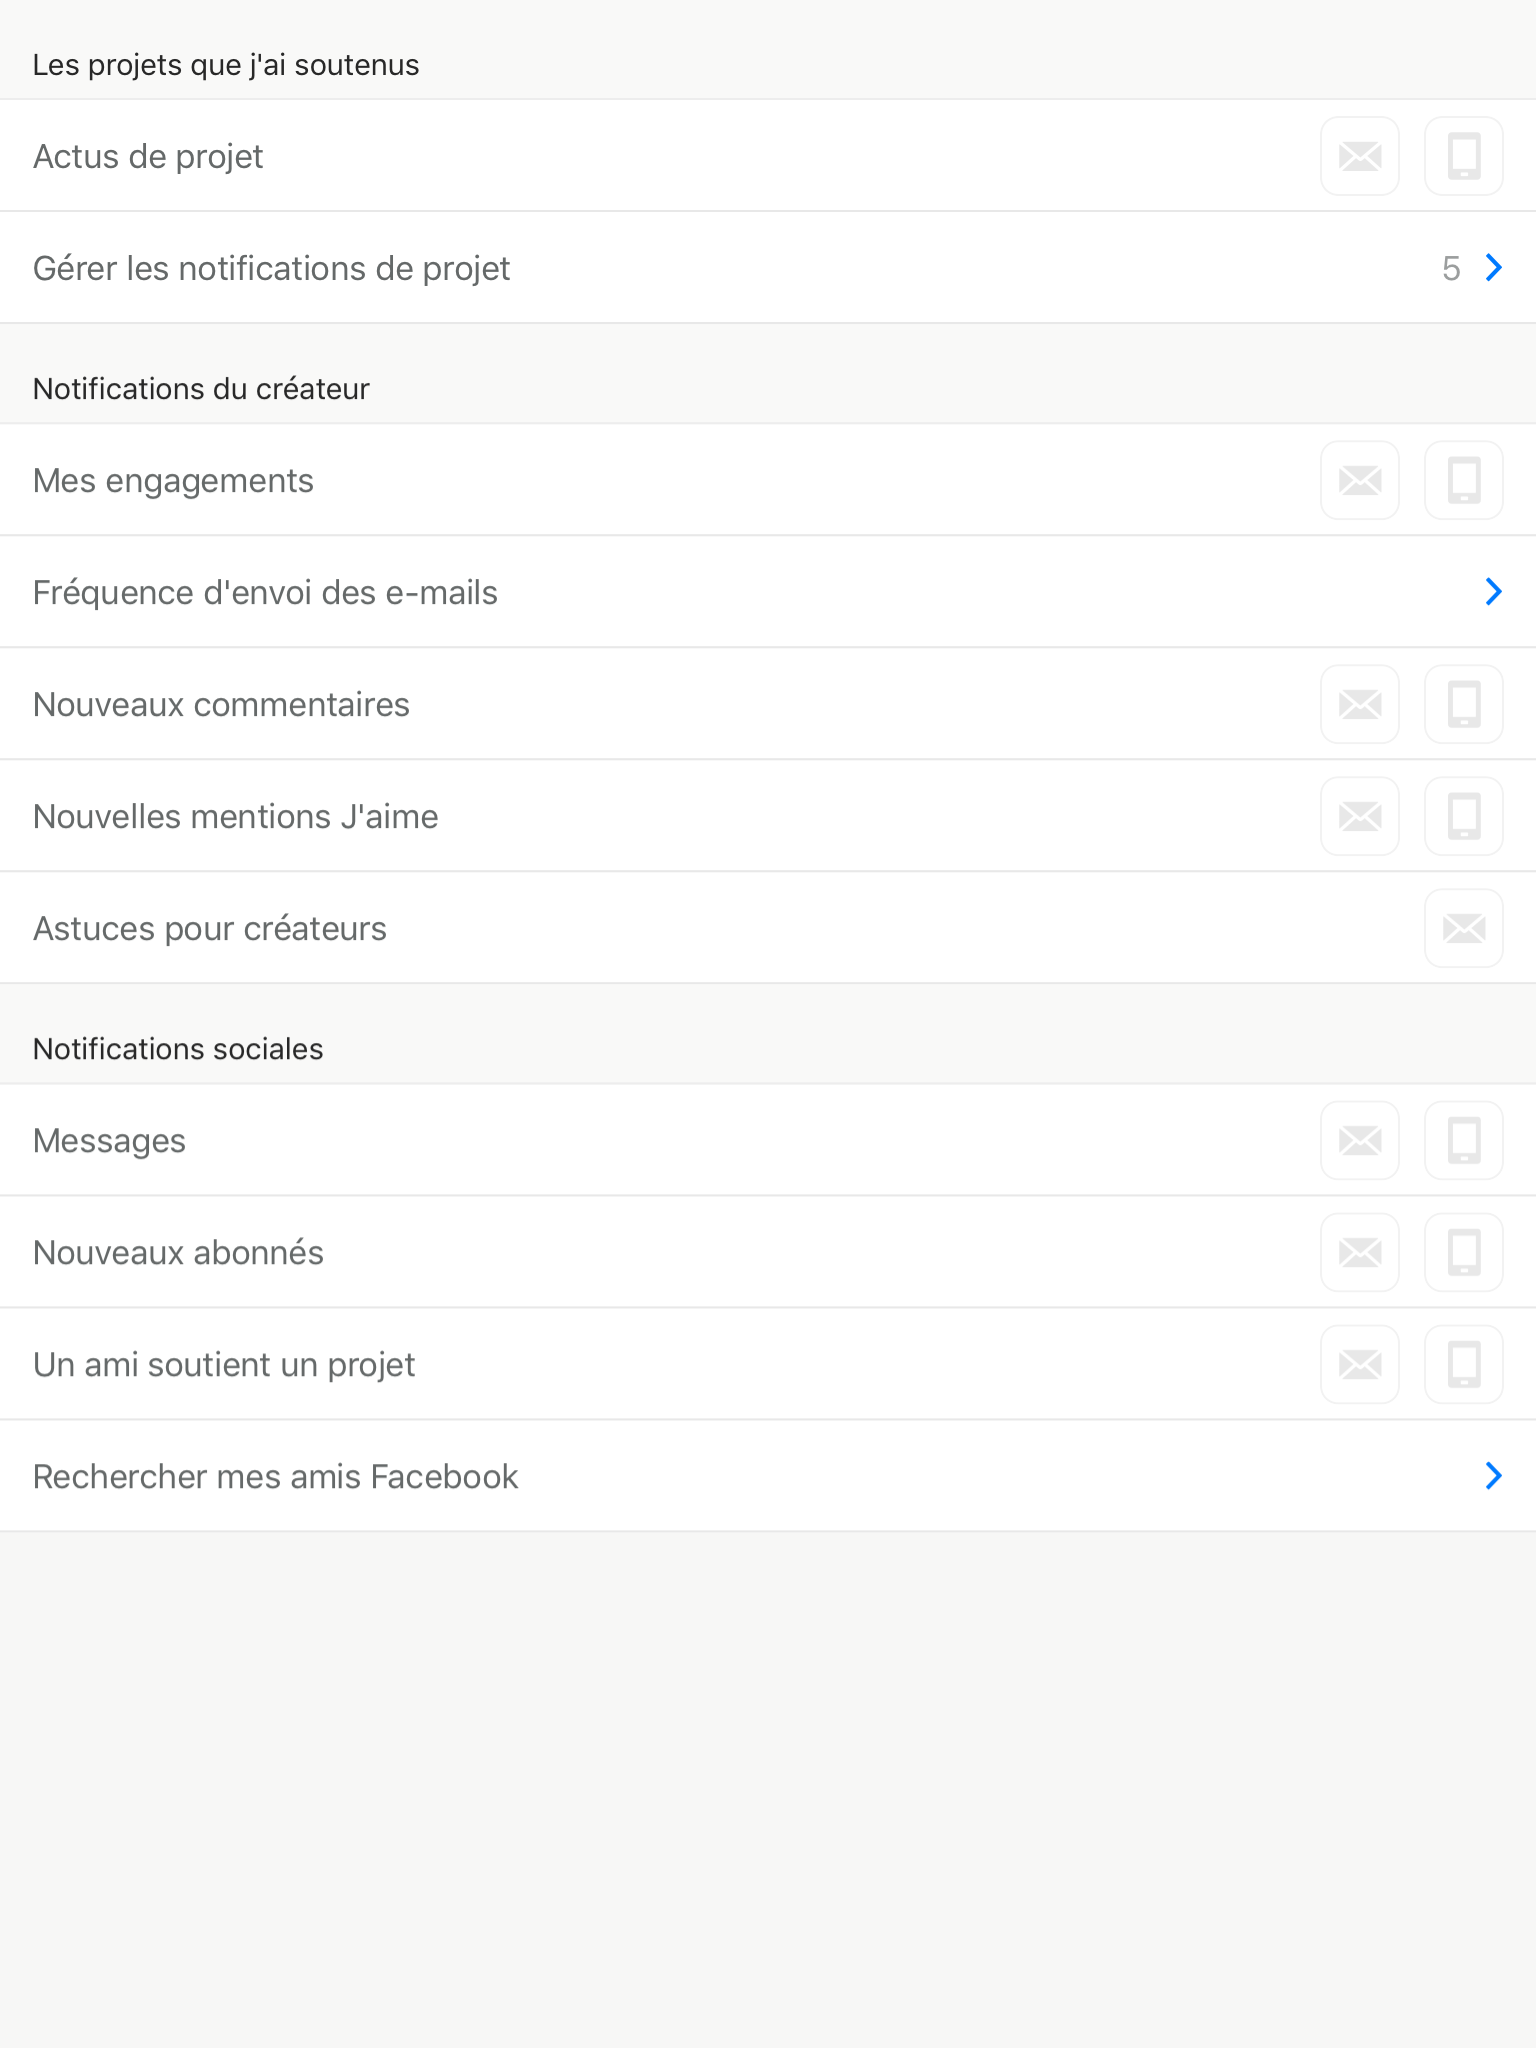 Les projets que j'ai soutenus
Actus de projet
Gérer les notifications de projet 5
Notifications du créateur
Mes engagements
Fréquence d'envoi des e-mails
Nouveaux commentaires
Nouvelles mentions J'aime
Astuces pour créateurs
Notifications sociales
Messages
Nouveaux abonnés
Un ami soutient un projet
Rechercher mes amis Facebook